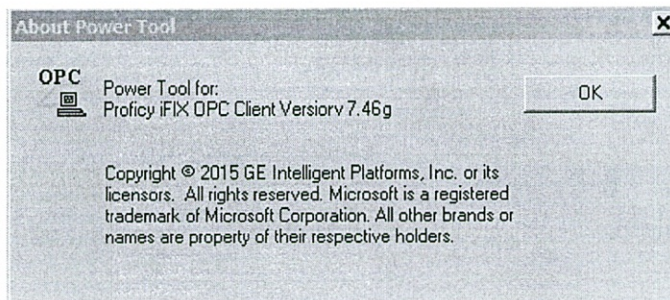 About Power Tool
OPC
Power Tool for:
Proficy iFIX OPC Client Versiorv 7.46g
OK
Copyright © 2015 GE Intelligent Platforms, Inc. or its
licensors. All rights reserved. Microsoft is a registered
trademark of Microsoft Corporation. All other brands or
names are property of their respective holders.